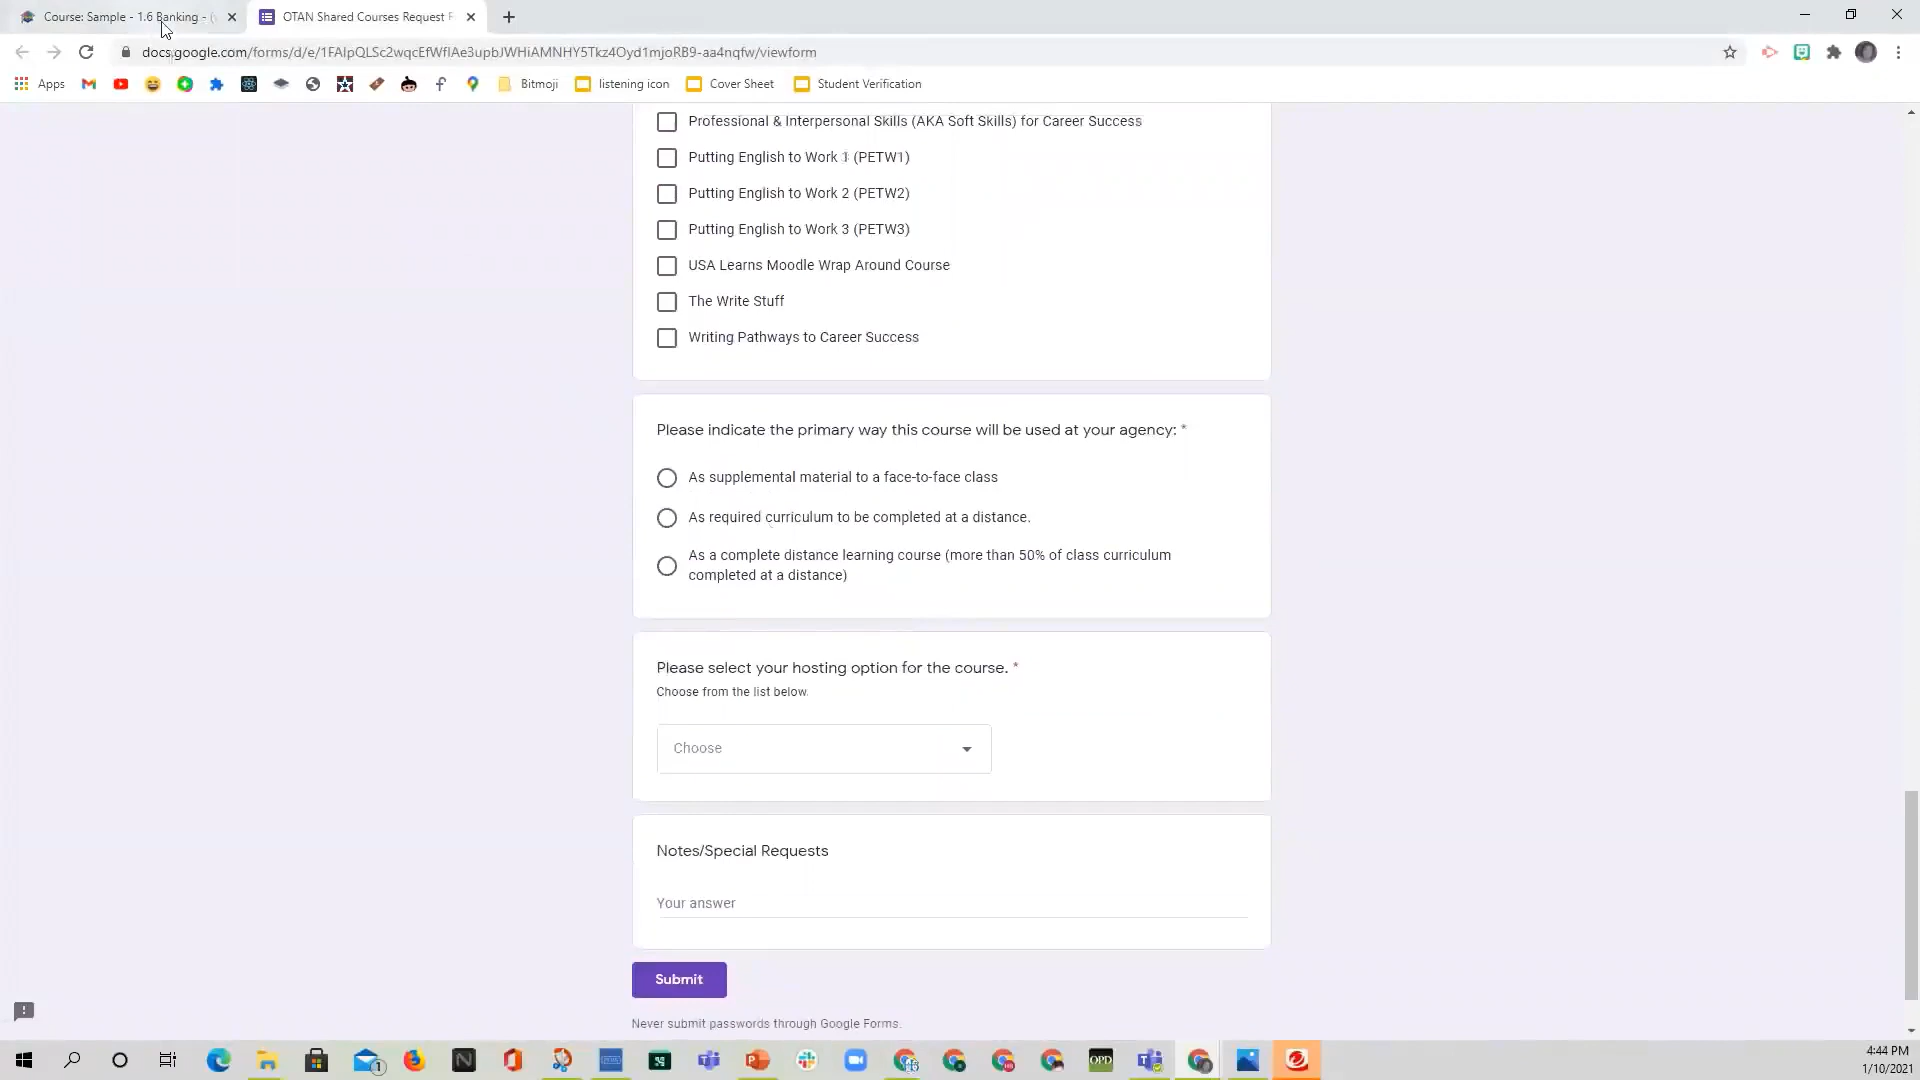 Course: Sample - 1.6 Banking - (
OTAN Shared Courses Request F
docs.google.com/forms/d/e/1FAIpQLSc2wqcEfWfIAe3upbJWHiAMNHY5Tkz4Oyd1mjoRB9-aa4nqfw/viewform
Apps
Bitmoji
listening icon
Cover Sheet
Student Verification
Professional & Interpersonal Skills (AKA Soft Skills) for Career Success
Putting English to Work 1 (PETW1)
Putting English to Work 2 (PETW2)
Putting English to Work 3 (PETW3)
USA Learns Moodle Wrap Around Course
The Write Stuff
Writing Pathways to Career Success
Please indicate the primary way this course will be used at your agency: *
As supplemental material to a face-to-face class
As required curriculum to be completed at a distance.
As a complete distance learning course (more than 50% of class curriculum
completed at a distance)
Please select your hosting option for the course. *
Choose from the list below.
Choose
Notes/Special Requests
Your answer
Submit
Never submit passwords through Google Forms.
OPD
4:44 PM
1/10/2021